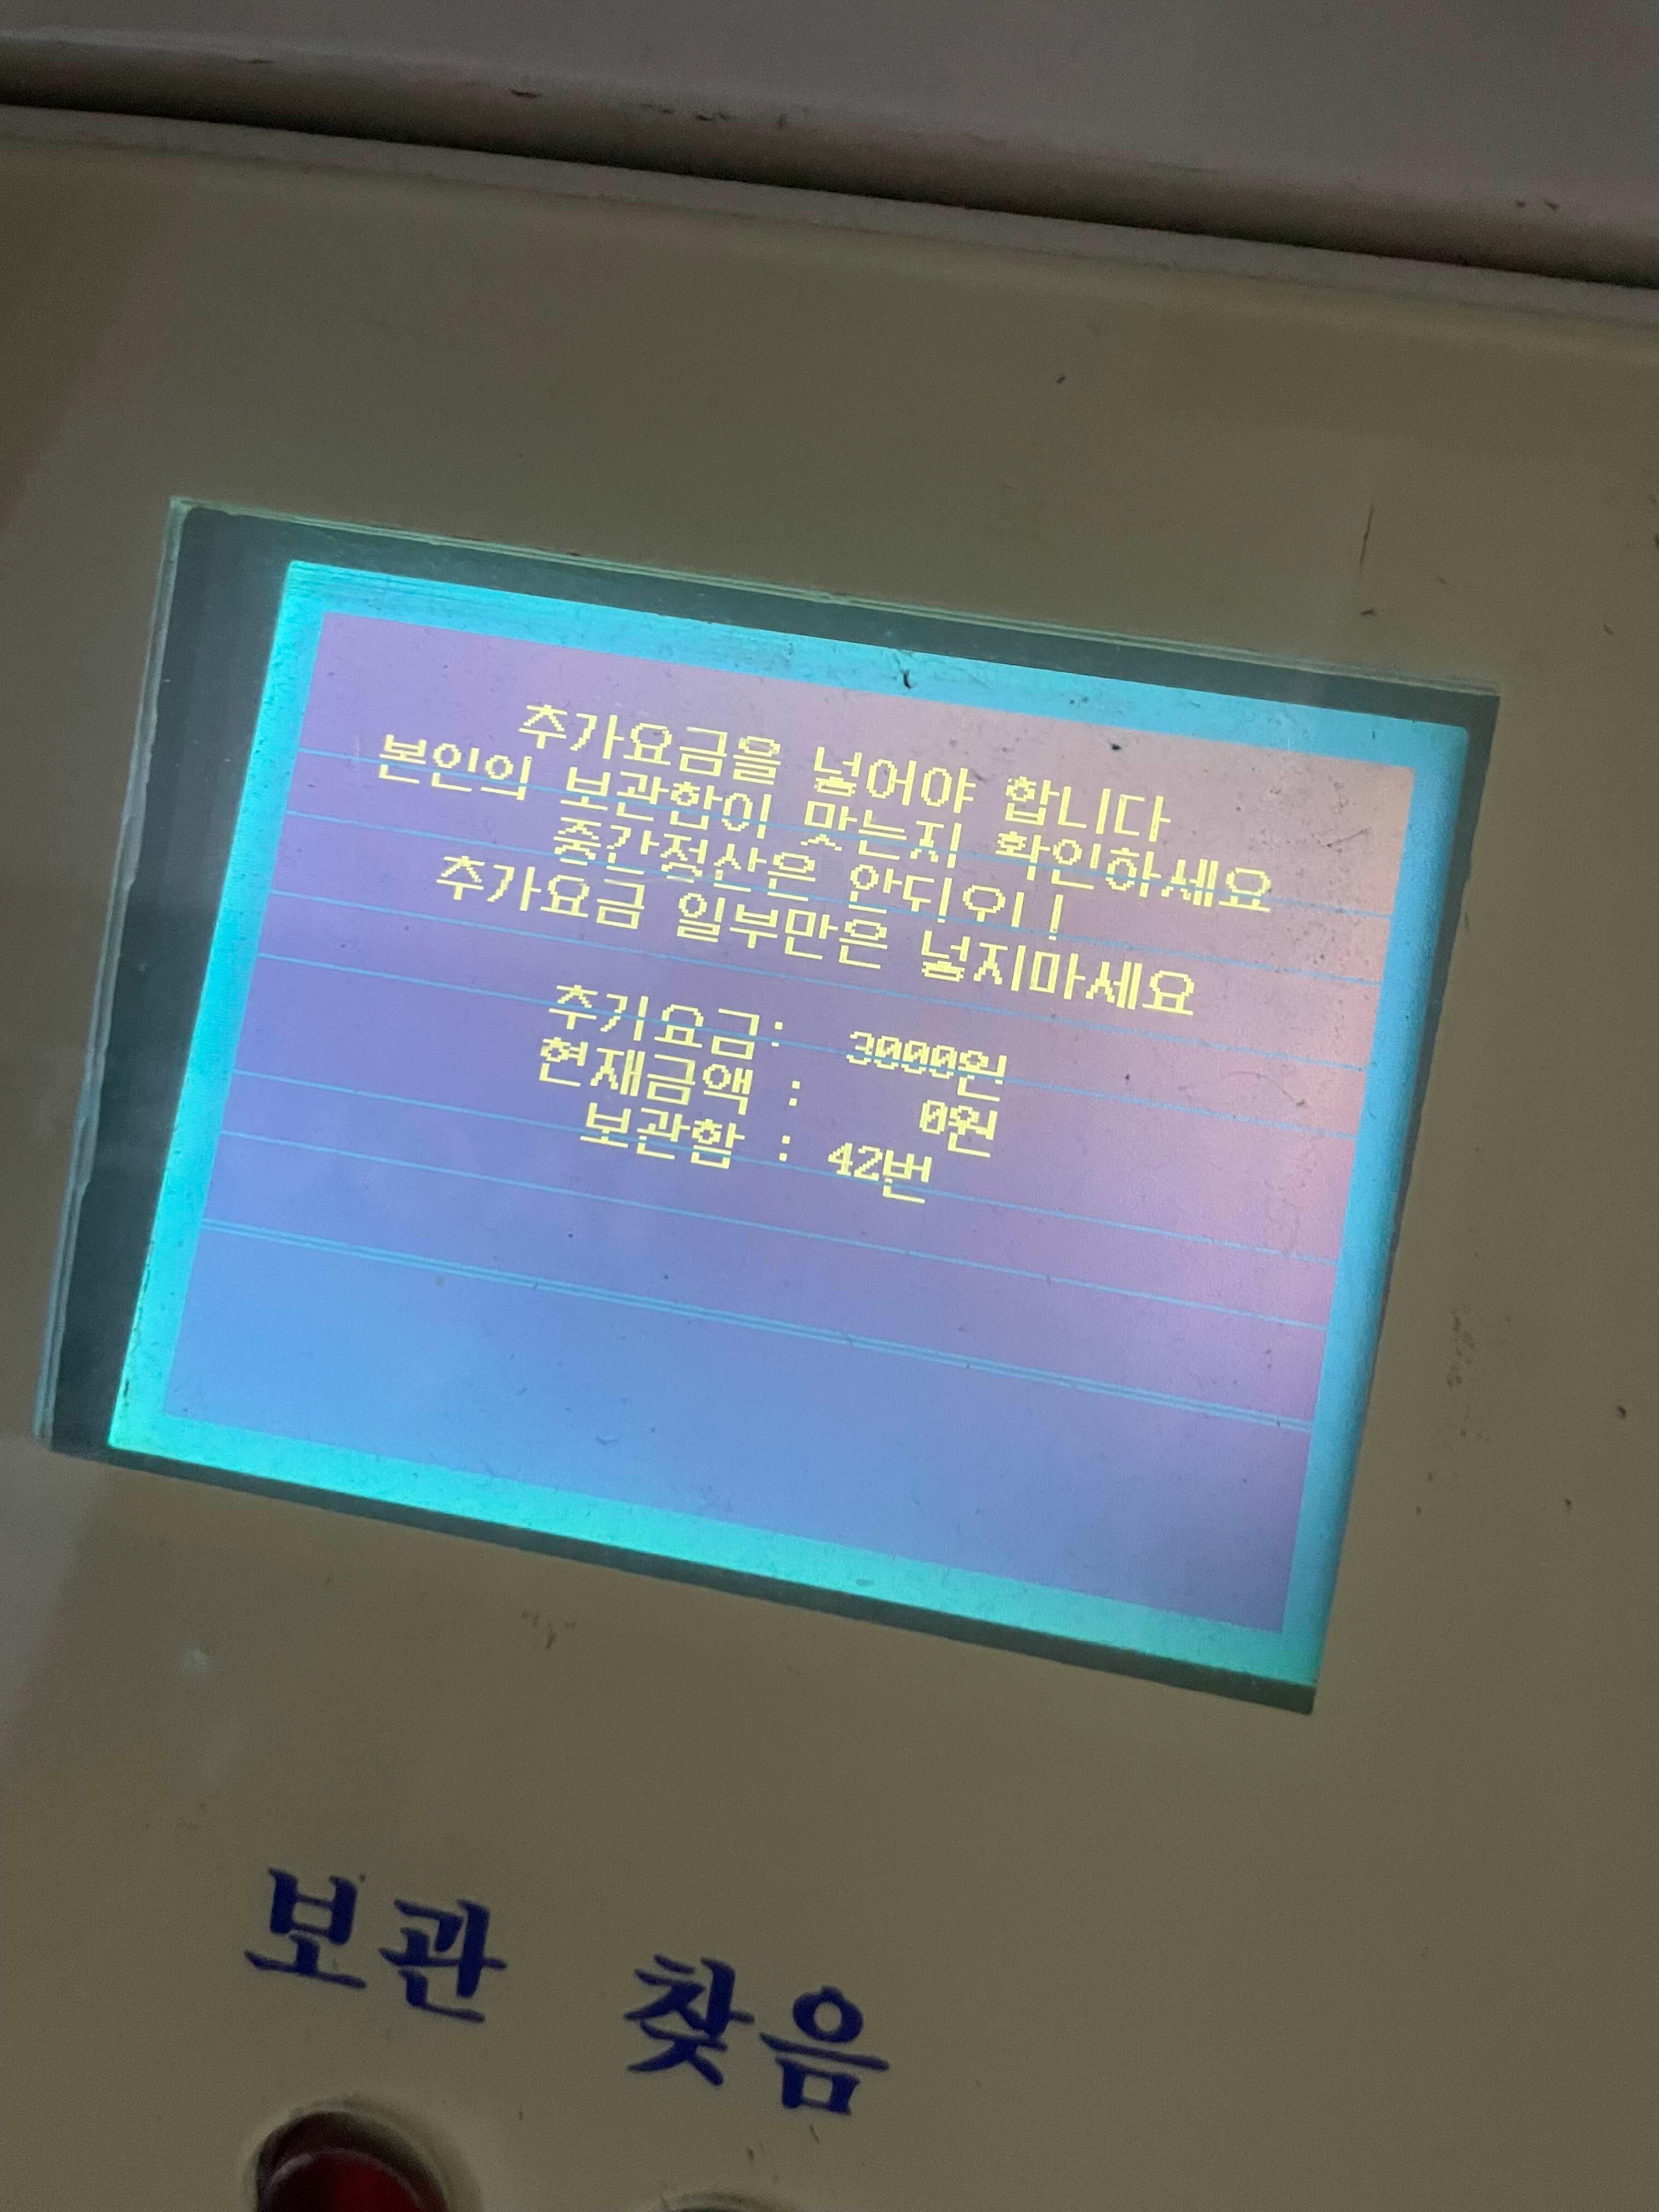 추가요금을 넣어야 합니다
본인의 보관함이 맞는지 확인하세요
중간정산은 안됩니다
추가요금 일부만은 넣지마세요
추가요금: 3000원
현재금액 : 0원
보관함 : 42번
보관 찾음